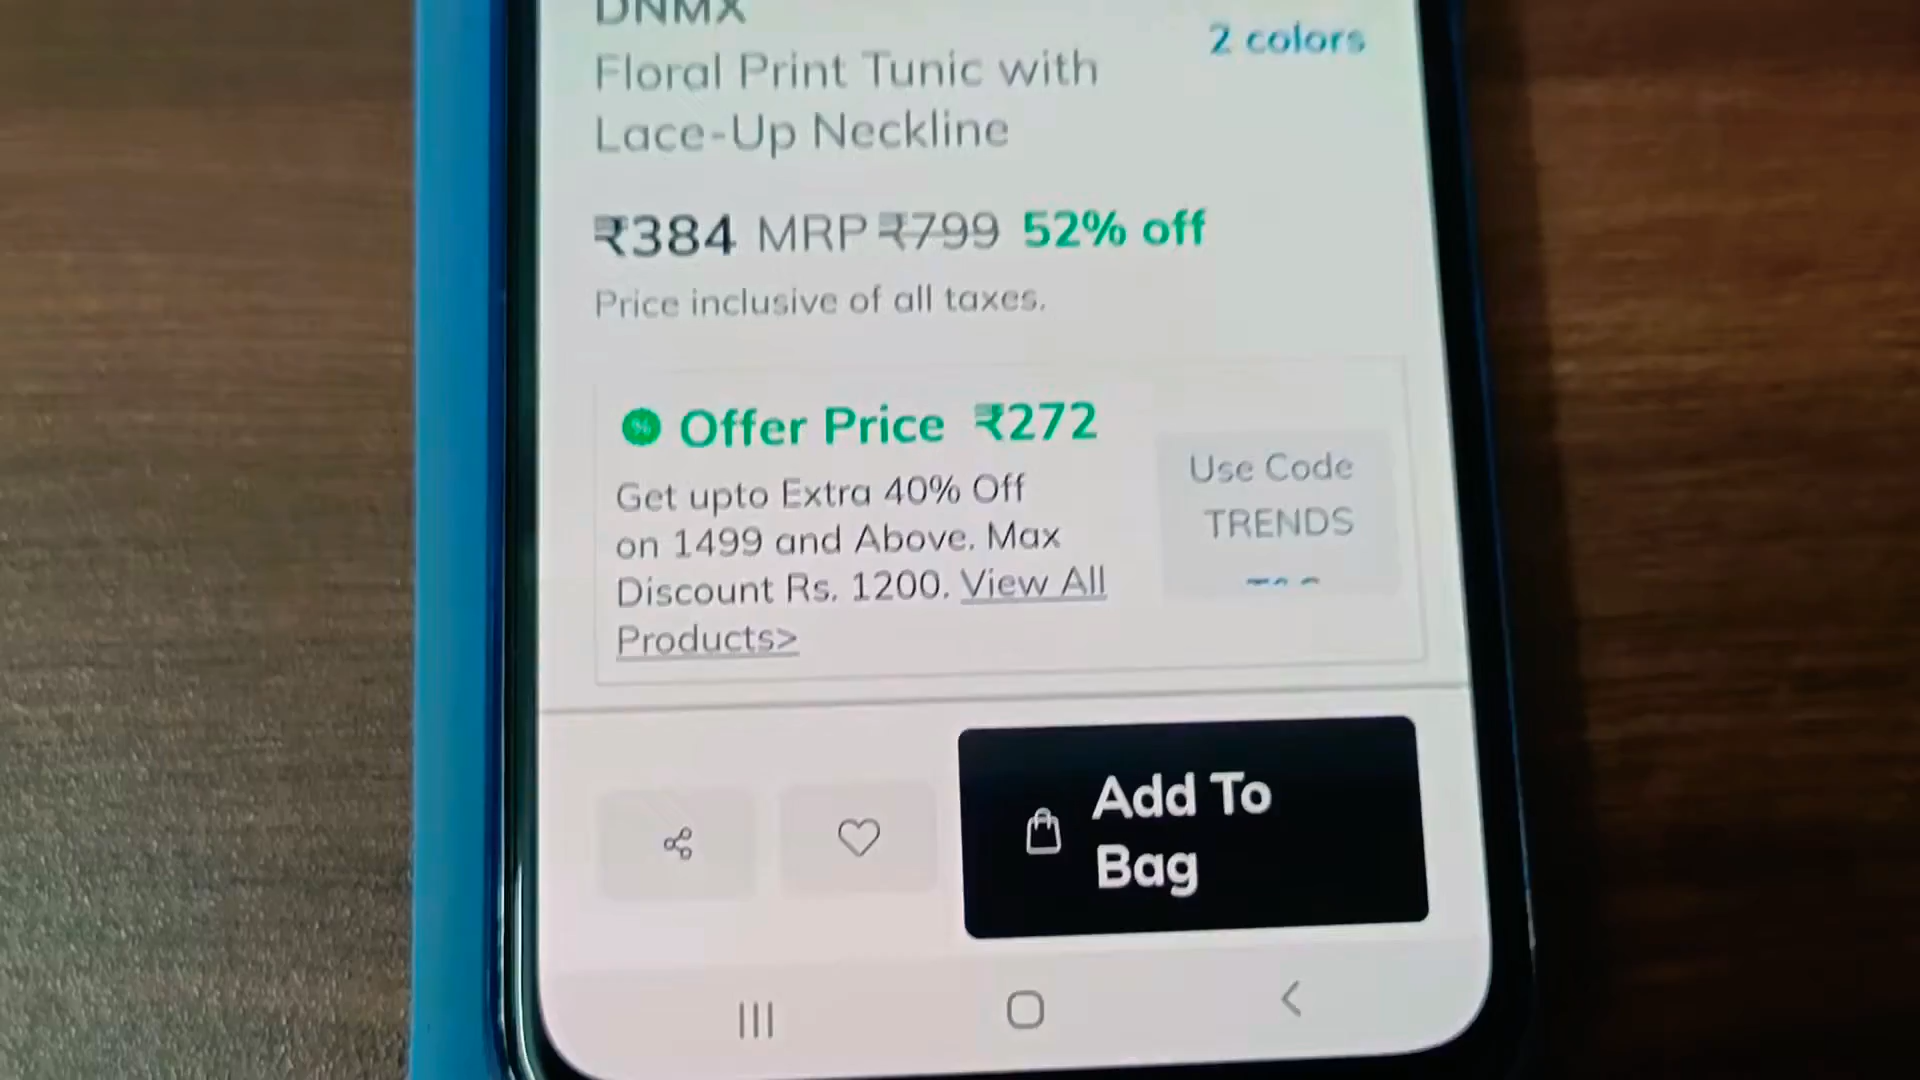 DNMX
2 colors
Floral Print Tunic with
Lace-Up Neckline
₹384 MRP ₹799 52% off
Price inclusive of all taxes.
% Offer Price ₹272
Get upto Extra 40% Off
on 1499 and Above. Max
Discount Rs. 1200. View All
Products>
Use Code
TRENDS
Add To
Bag